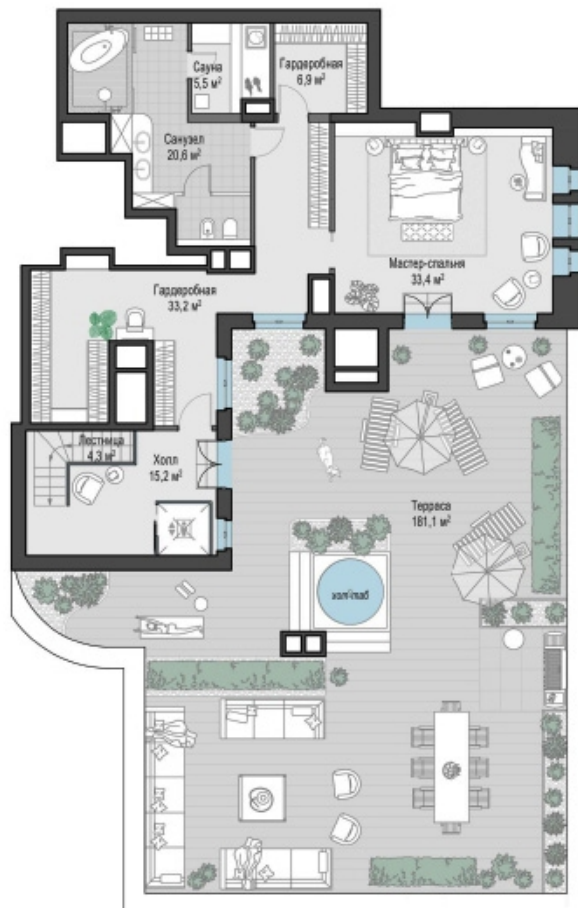 Сауна
5,5 м²
Гардеробная
6,9 м²
Санузел
20,6 м²
Мастер-спальня
33,4 м²
Гардеробная
33,2 м²
Лестница
4,3 м²
Холл
15,2 м²
Терраса
181,1 м²
хот-таб